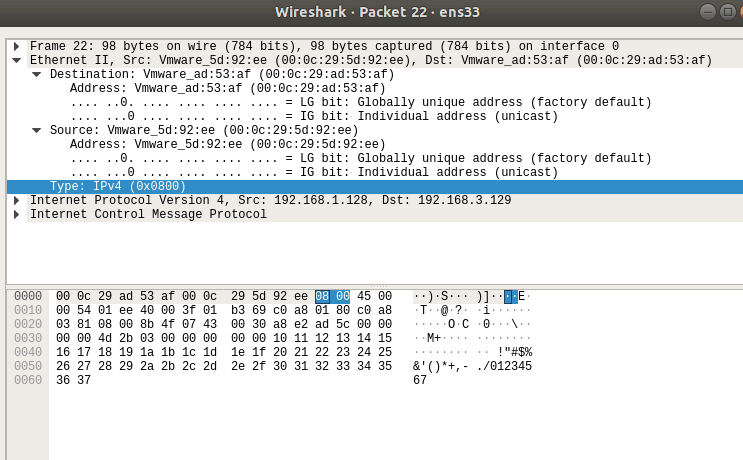 Wireshark · Packet 22 · ens33
Frame 22: 98 bytes on wire (784 bits), 98 bytes captured (784 bits) on interface 0
Ethernet II, Src: Vmware_5d:92:ee (00:0c:29:5d:92:ee), Dst: Vmware_ad:53:af (00:0c:29:ad:53:af)
Destination: Vmware_ad:53:af (00:0c:29:ad:53:af)
Address: Vmware_ad:53:af (00:0c:29:ad:53:af)
.... ..0. .... .... .... .... = LG bit: Globally unique address (factory default)
.... ...0 .... .... .... .... = IG bit: Individual address (unicast)
Source: Vmware_5d:92:ee (00:0c:29:5d:92:ee)
Address: Vmware_5d:92:ee (00:0c:29:5d:92:ee)
.... ..0. .... .... .... .... = LG bit: Globally unique address (factory default)
.... ...0 .... .... .... .... = IG bit: Individual address (unicast)
Type: IPv4 (0x0800)
Internet Protocol Version 4, Src: 192.168.1.128, Dst: 192.168.3.129
Internet Control Message Protocol
0000 00 0c 29 ad 53 af 00 0c 29 5d 92 ee 08 00 45 00 ··)·S··· )]····E·
0010 00 54 01 ee 40 00 3f 01 b3 69 c0 a8 01 80 c0 a8 ·T··@·?· ·i······
0020 03 81 08 00 8b 4f 07 43 00 30 a8 e2 ad 5c 00 00 ·····O·C ·0···\··
0030 00 00 4d 2b 03 00 00 00 00 00 10 11 12 13 14 15 ··M+···· ········
0040 16 17 18 19 1a 1b 1c 1d 1e 1f 20 21 22 23 24 25 ········ ·· !"#$%
0050 26 27 28 29 2a 2b 2c 2d 2e 2f 30 31 32 33 34 35 &'()*+,- ./012345
0060 36 37 67